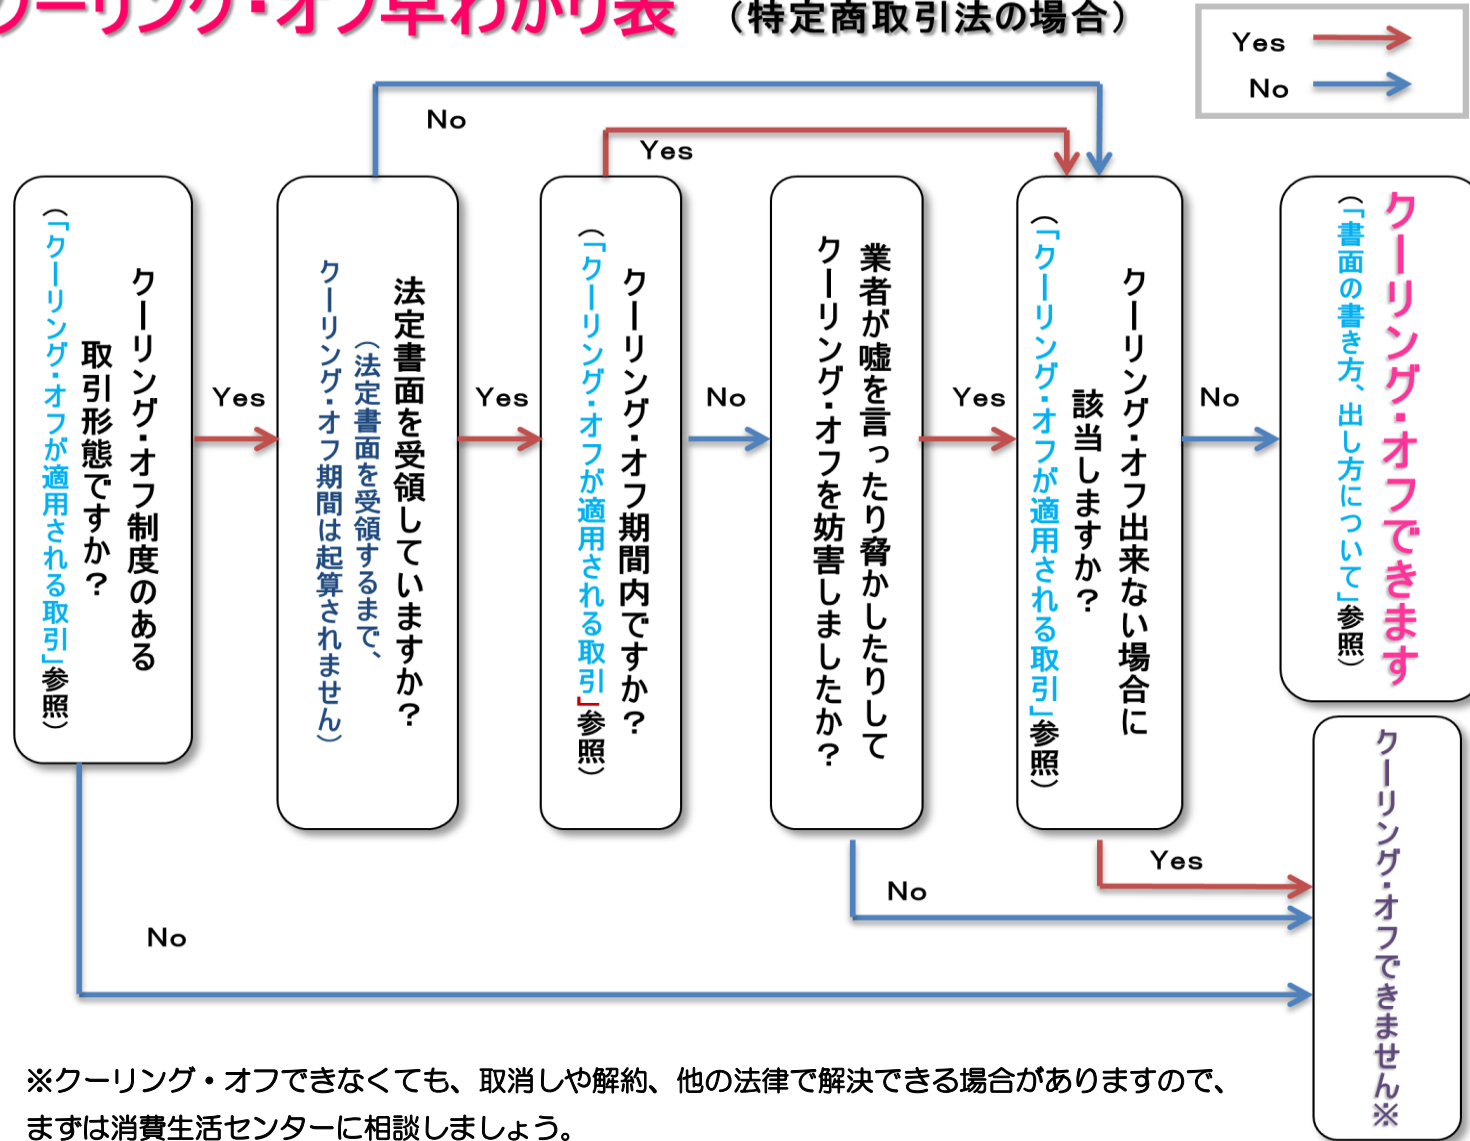 クーリング・オフ早わかり表 (特定商取引法の場合)
Yes
No
No
Yes
クーリング・オフ制度のある
取引形態ですか？
(「クーリング・オフが適用される取引」参照)
Yes
法定書面を受領していますか？
(法定書面を受領するまで、
クーリング・オフ期間は起算されません)
Yes
クーリング・オフ期間内ですか？
(「クーリング・オフが適用される取引」参照)
No
業者が嘘を言ったり脅かしたりして
クーリング・オフを妨害しましたか？
Yes
クーリング・オフ出来ない場合に
該当しますか？
(「クーリング・オフが適用される取引」参照)
No
クーリング・オフできます
(「書面の書き方、出し方について」参照)
Yes
No
No
クーリング・オフできません※
※クーリング・オフできなくても、取消しや解約、他の法律で解決できる場合がありますので、
まずは消費生活センターに相談しましょう。